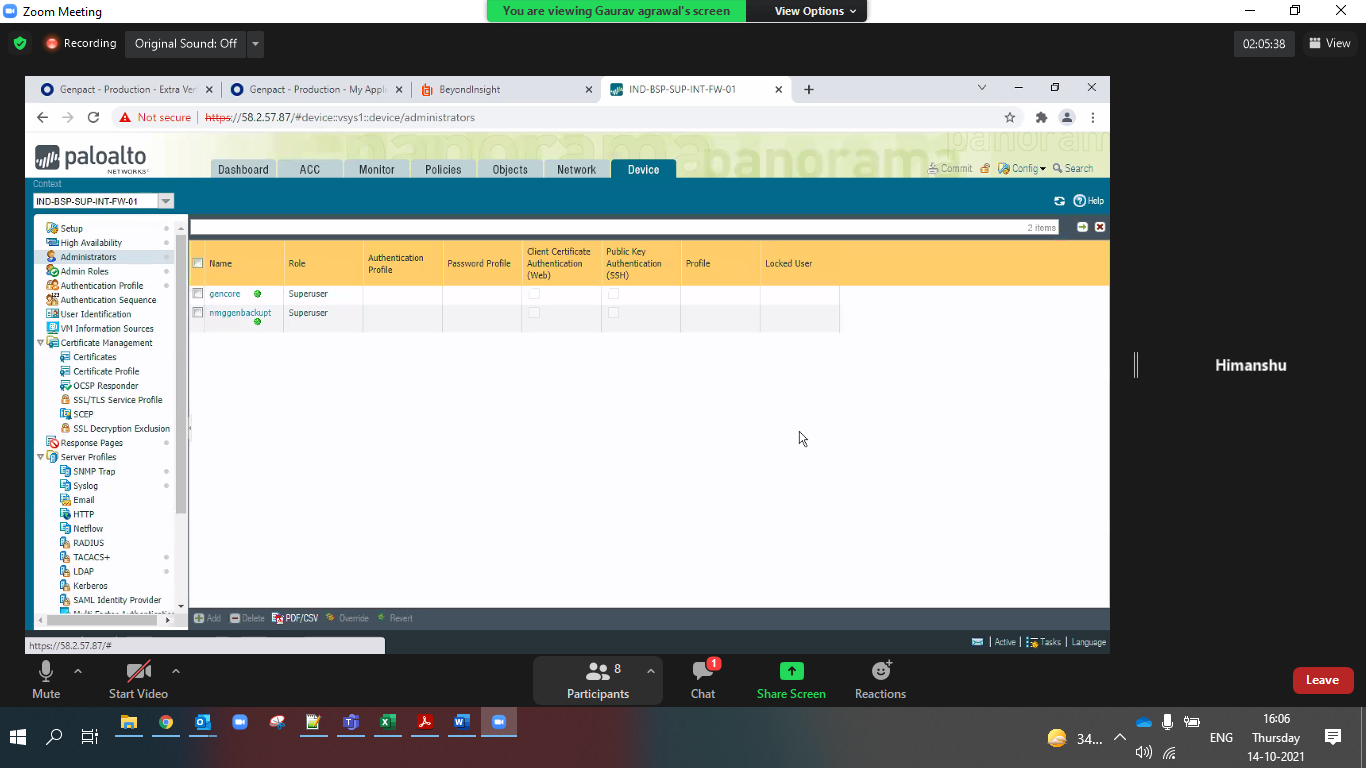 Zoom Meeting
You are viewing Gaurav agrawal's screen
View Options
Recording
Original Sound: Off
02:05:38
View
Genpact - Production - Extra Ver
Genpact - Production - My Appl
BeyondInsight
IND-BSP-SUP-INT-FW-01
Not secure
https://58.2.57.87/#device::vsys1::device/administrators
paloalto
NETWORKS
panorama
Dashboard
ACC
Monitor
Policies
Objects
Network
Device
Commit
Config
Search
Context
IND-BSP-SUP-INT-FW-01
Help
2 items
Setup
High Availability
Administrators
Admin Roles
Authentication Profile
Authentication Sequence
User Identification
VM Information Sources
Certificate Management
Certificates
Certificate Profile
OCSP Responder
SSL/TLS Service Profile
SCEP
SSL Decryption Exclusion
Response Pages
Server Profiles
SNMP Trap
Syslog
Email
HTTP
Netflow
RADIUS
TACACS+
LDAP
Kerberos
SAML Identity Provider
Name
Role
Authentication
Profile
Password Profile
Client Certificate
Authentication
(Web)
Public Key
Authentication
(SSH)
Profile
Locked User
gencore
Superuser
nmggenbackupt
Superuser
Add
Delete
PDF/CSV
Override
Revert
https://58.2.57.87/#
Active
Tasks
Language
Himanshu
Mute
Start Video
8
Participants
1
Chat
Share Screen
Reactions
Leave
34...
ENG
16:06
Thursday
14-10-2021